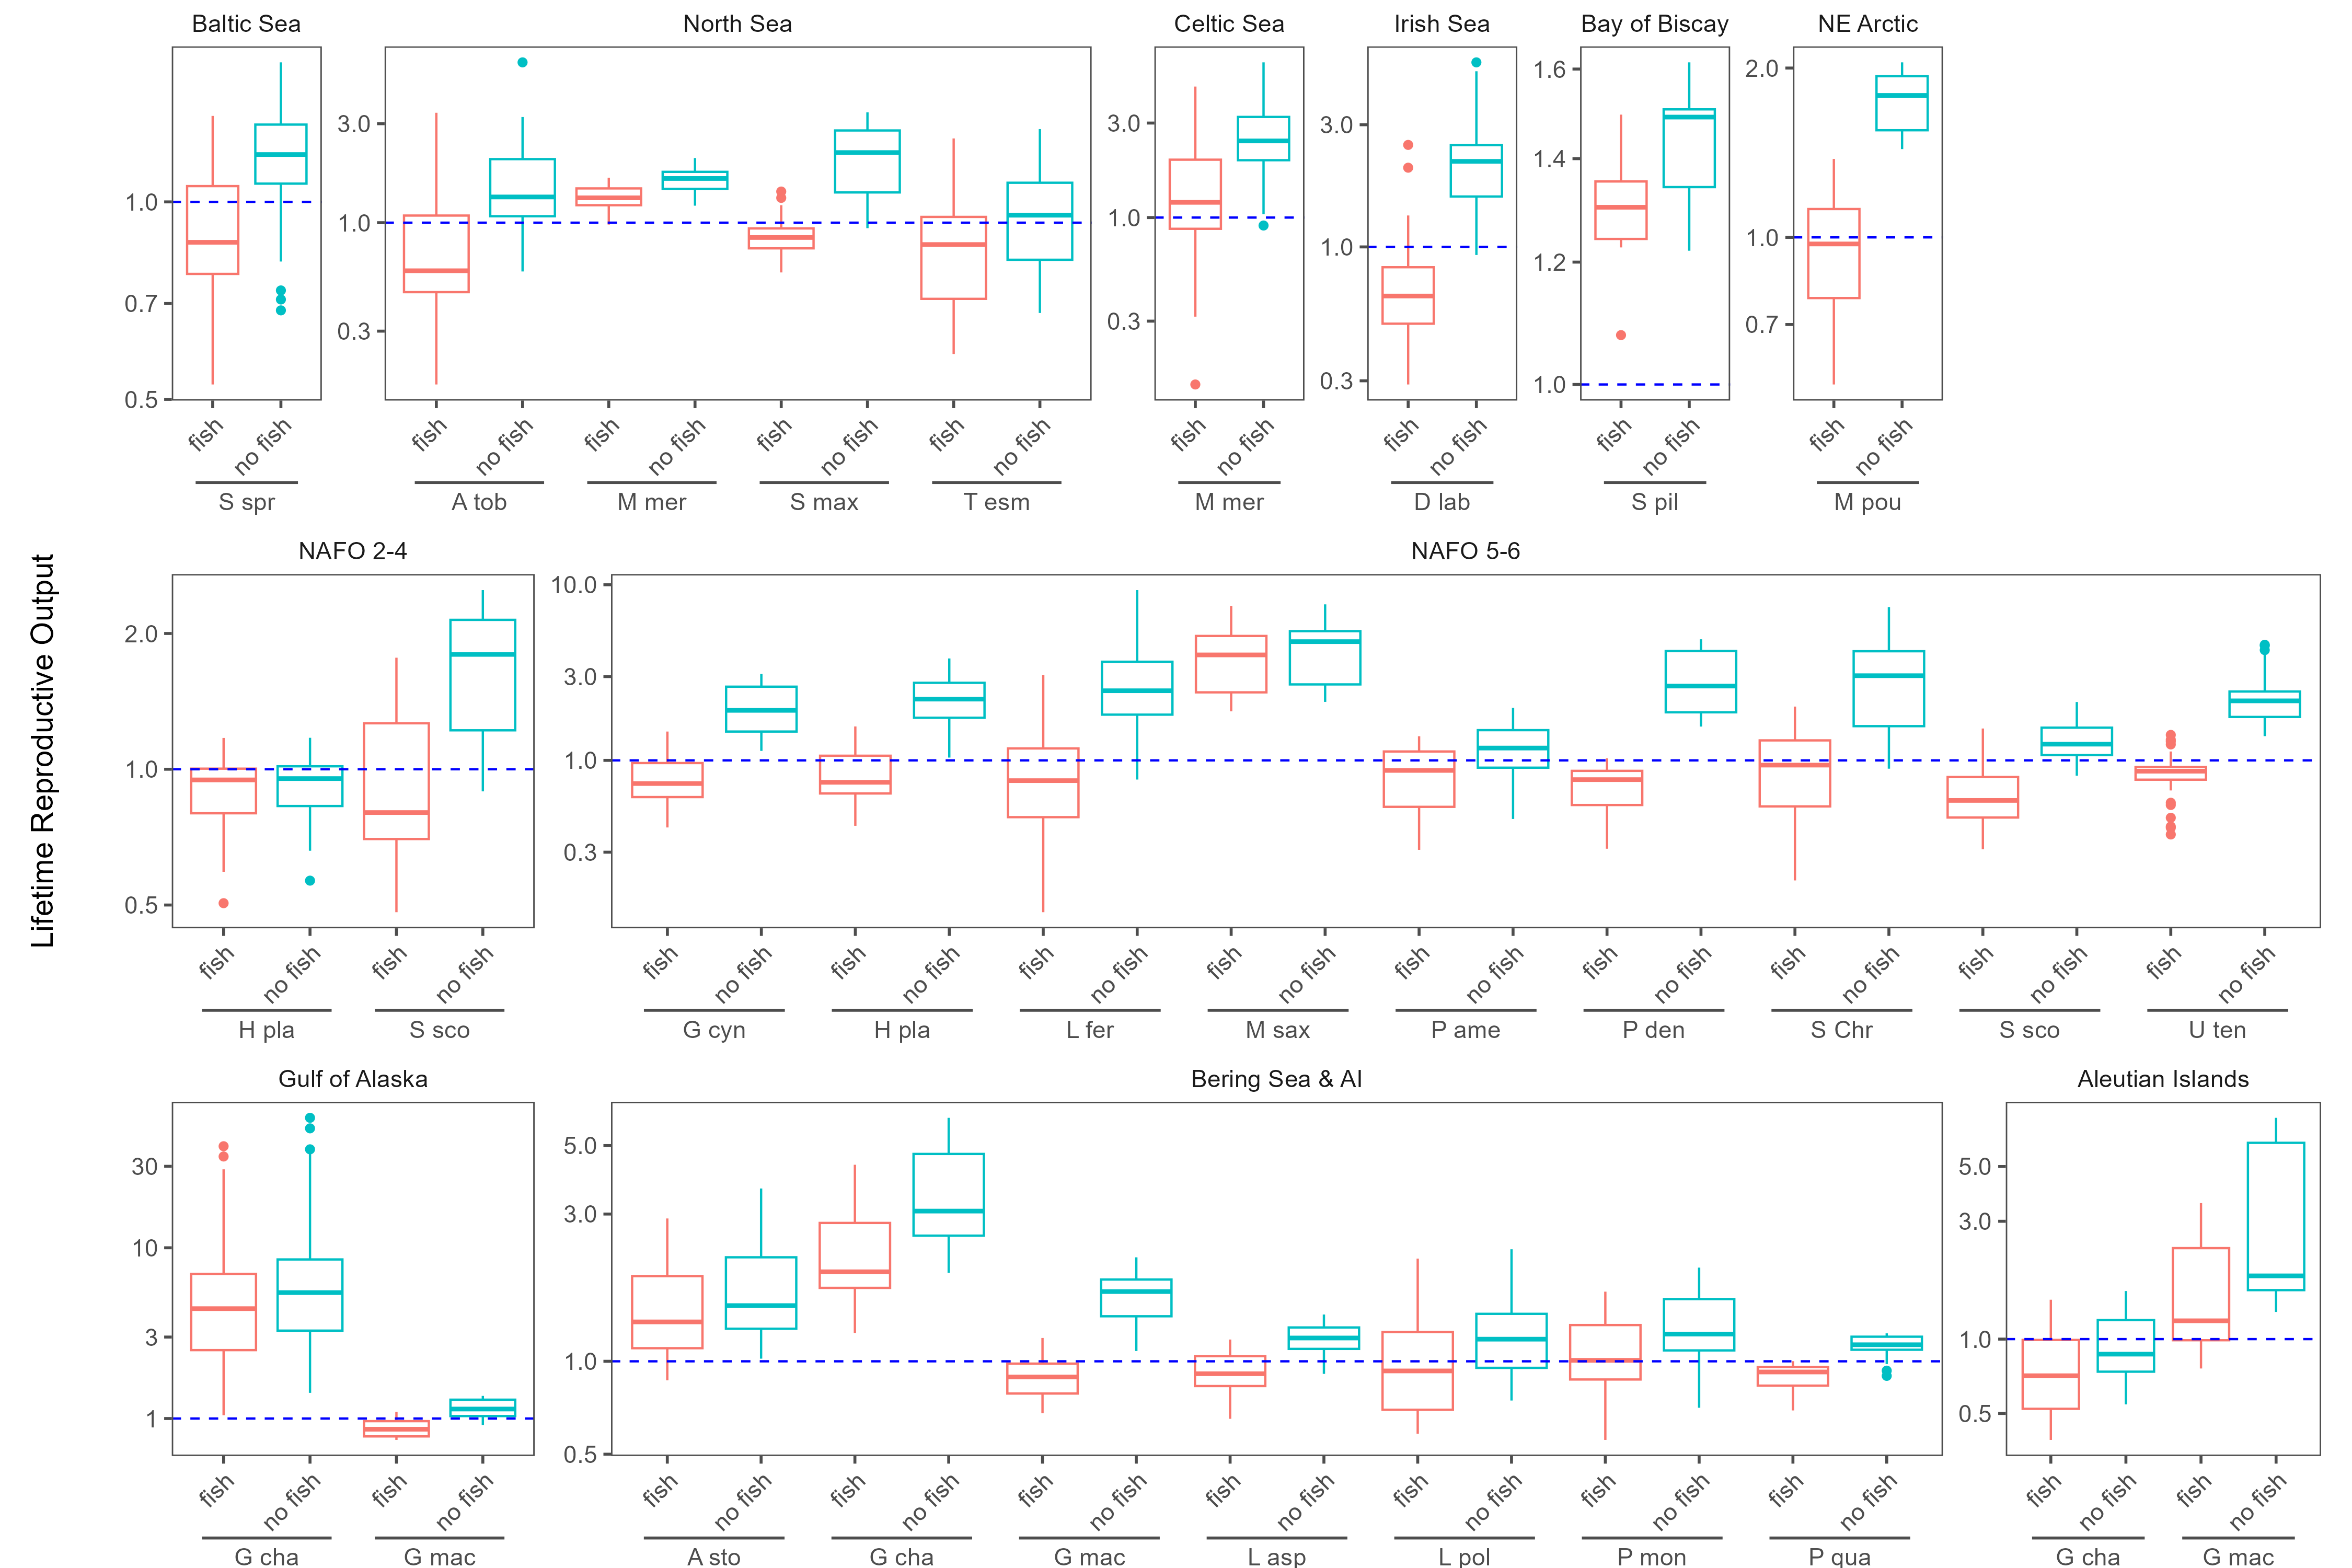 Baltic Sea North Sea Celtic Sea Irish Sea Bay of Biscay NE Arctic
1.0 0.7 0.5
3.0 1.0 0.3
3.0 1.0 0.3
3.0 1.0 0.3
1.6 1.4 1.2 1.0
2.0 1.0 0.7
fish no fish fish no fish fish no fish fish no fish fish no fish fish no fish fish no fish fish no fish fish no fish
S spr A tob M mer S max T esm M mer D lab S pil M pou
Lifetime Reproductive Output
NAFO 2-4 NAFO 5-6
2.0 1.0 0.5
10.0 3.0 1.0 0.3
fish no fish fish no fish fish no fish fish no fish fish no fish fish no fish fish no fish fish no fish fish no fish fish no fish fish no fish
H pla S sco G cyn H pla L fer M sax P ame P den S Chr S sco U ten
Gulf of Alaska Bering Sea & AI Aleutian Islands
30 10 3 1
5.0 3.0 1.0 0.5
5.0 3.0 1.0 0.5
fish no fish fish no fish fish no fish fish no fish fish no fish fish no fish fish no fish fish no fish fish no fish fish no fish fish no fish
G cha G mac A sto G cha G mac L asp L pol P mon P qua G cha G mac